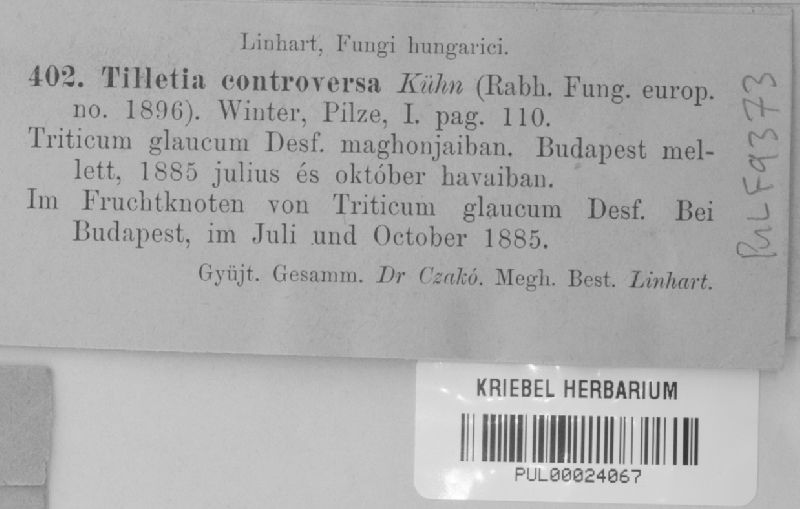 Linhart, Fungi hungarici.
402. Tilletia controversa Kühn (Rabh. Fung. europ.
no. 1896). Winter, Pilze, I. pag. 110.
Triticum glaucum Desf. maghonjaiban. Budapest mel-
lett, 1885 julius és október havaiban.
Im Fruchtknoten von Triticum glaucum Desf. Bei
Budapest, im Juli und October 1885.
Gyüjt. Gesamm. Dr Czakó. Megh. Best. Linhart.
PUL F9373
KRIEBEL HERBARIUM
PUL00024067